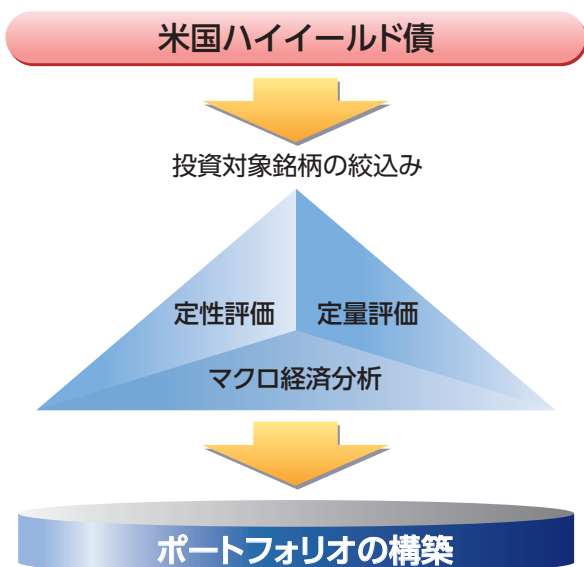 米国ハイイールド債
投資対象銘柄の絞込み
定性評価
定量評価
マクロ経済分析
ポートフォリオの構築